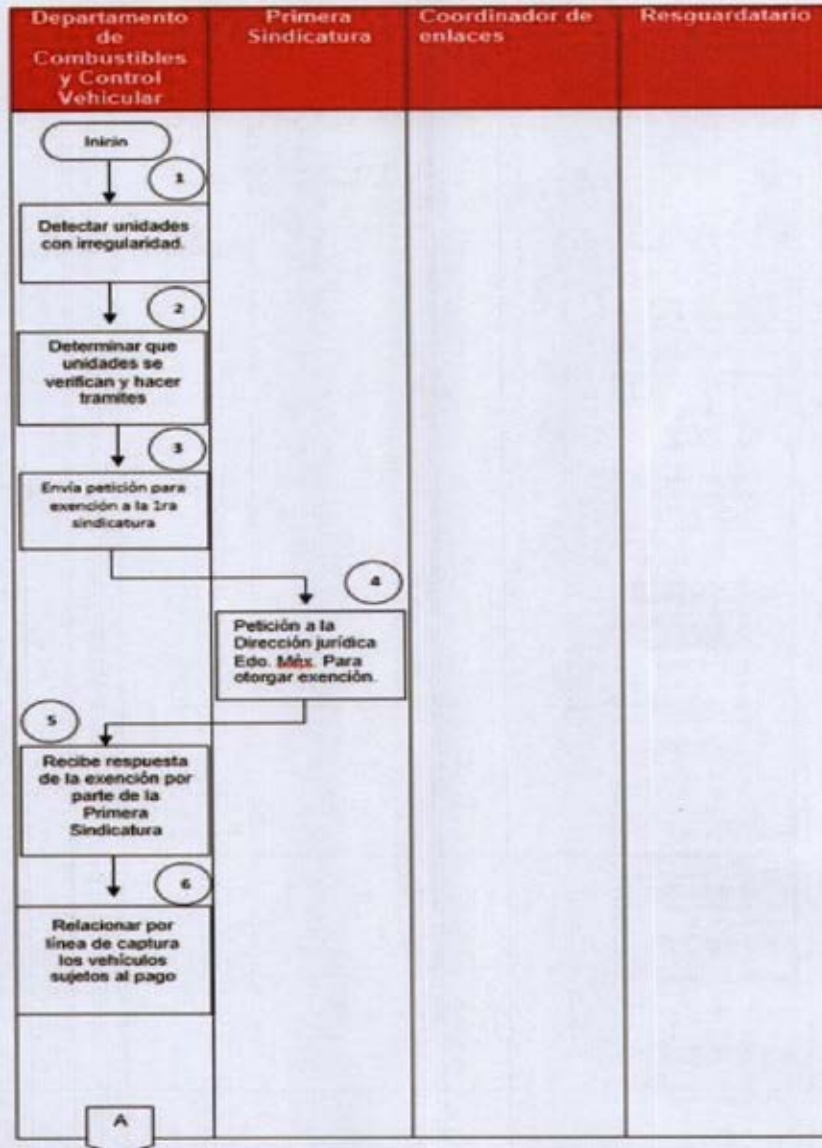 Departamento
de
Combustibles
y Control
Vehicular
Primera
Sindicatura
Coordinador de
enlaces
Resguardatario
Inirin
1
Detectar unidades
con irregularidad.
2
Determinar que
unidades se
verifican y hacer
tramites
3
Envía petición para
exención a la 1ra
sindicatura
4
Petición a la
Dirección jurídica
Edo. Méx. Para
otorgar exención.
5
Recibe respuesta
de la exención por
parte de la
Primera
Sindicatura
6
Relacionar por
línea de captura
los vehículos
sujetos al pago
A